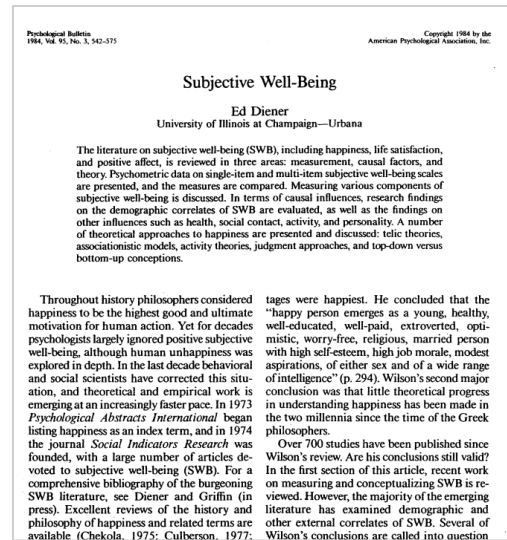 Psychological Bulletin
1984, Vol. 95, No. 3, 542-575
Copyright 1984 by the
American Psychological Association, Inc.
Subjective Well-Being
Ed Diener
University of Illinois at Champaign—Urbana
The literature on subjective well-being (SWB), including happiness, life satisfaction,
and positive affect, is reviewed in three areas: measurement, causal factors, and
theory. Psychometric data on single-item and multi-item subjective well-being scales
are presented, and the measures are compared. Measuring various components of
subjective well-being is discussed. In terms of causal influences, research findings
on the demographic correlates of SWB are evaluated, as well as the findings on
other influences such as health, social contact, activity, and personality. A number
of theoretical approaches to happiness are presented and discussed: telic theories,
associationistic models, activity theories, judgment approaches, and top-down versus
bottom-up conceptions.
Throughout history philosophers considered
happiness to be the highest good and ultimate
motivation for human action. Yet for decades
psychologists largely ignored positive subjective
well-being, although human unhappiness was
explored in depth. In the last decade behavioral
and social scientists have corrected this situ-
ation, and theoretical and empirical work is
emerging at an increasingly faster pace. In 1973
Psychological Abstracts International began
listing happiness as an index term, and in 1974
the journal Social Indicators Research was
founded, with a large number of articles de-
voted to subjective well-being (SWB). For a
comprehensive bibliography of the burgeoning
SWB literature, see Diener and Griffin (in
press). Excellent reviews of the history and
philosophy of happiness and related terms are
available (Chekola, 1975; Culberson, 1977;
tages were happiest. He concluded that the
"happy person emerges as a young, healthy,
well-educated, well-paid, extroverted, opti-
mistic, worry-free, religious, married person
with high self-esteem, high job morale, modest
aspirations, of either sex and of a wide range
of intelligence" (p. 294). Wilson's second major
conclusion was that little theoretical progress
in understanding happiness has been made in
the two millennia since the time of the Greek
philosophers.
Over 700 studies have been published since
Wilson's review. Are his conclusions still valid?
In the first section of this article, recent work
on measuring and conceptualizing SWB is re-
viewed. However, the majority of the emerging
literature has examined demographic and
other external correlates of SWB. Several of
Wilson's conclusions are called into question